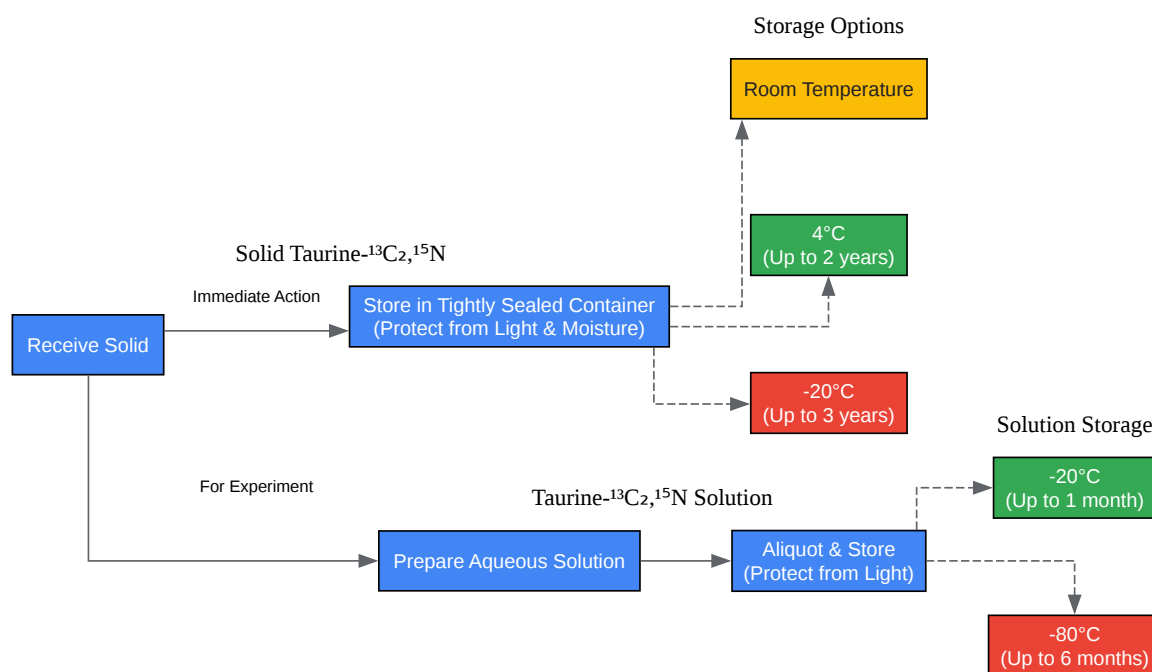 Storage Options
Room Temperature
4°C
(Up to 2 years)
Solid Taurine-¹³C₂,¹⁵N
Immediate Action
Store in Tightly Sealed Container
(Protect from Light & Moisture)
Receive Solid
-20°C
(Up to 3 years)
Solution Storage
-20°C
(Up to 1 month)
For Experiment
Taurine-¹³C₂,¹⁵N Solution
Prepare Aqueous Solution
Aliquot & Store
(Protect from Light)
-80°C
(Up to 6 months)